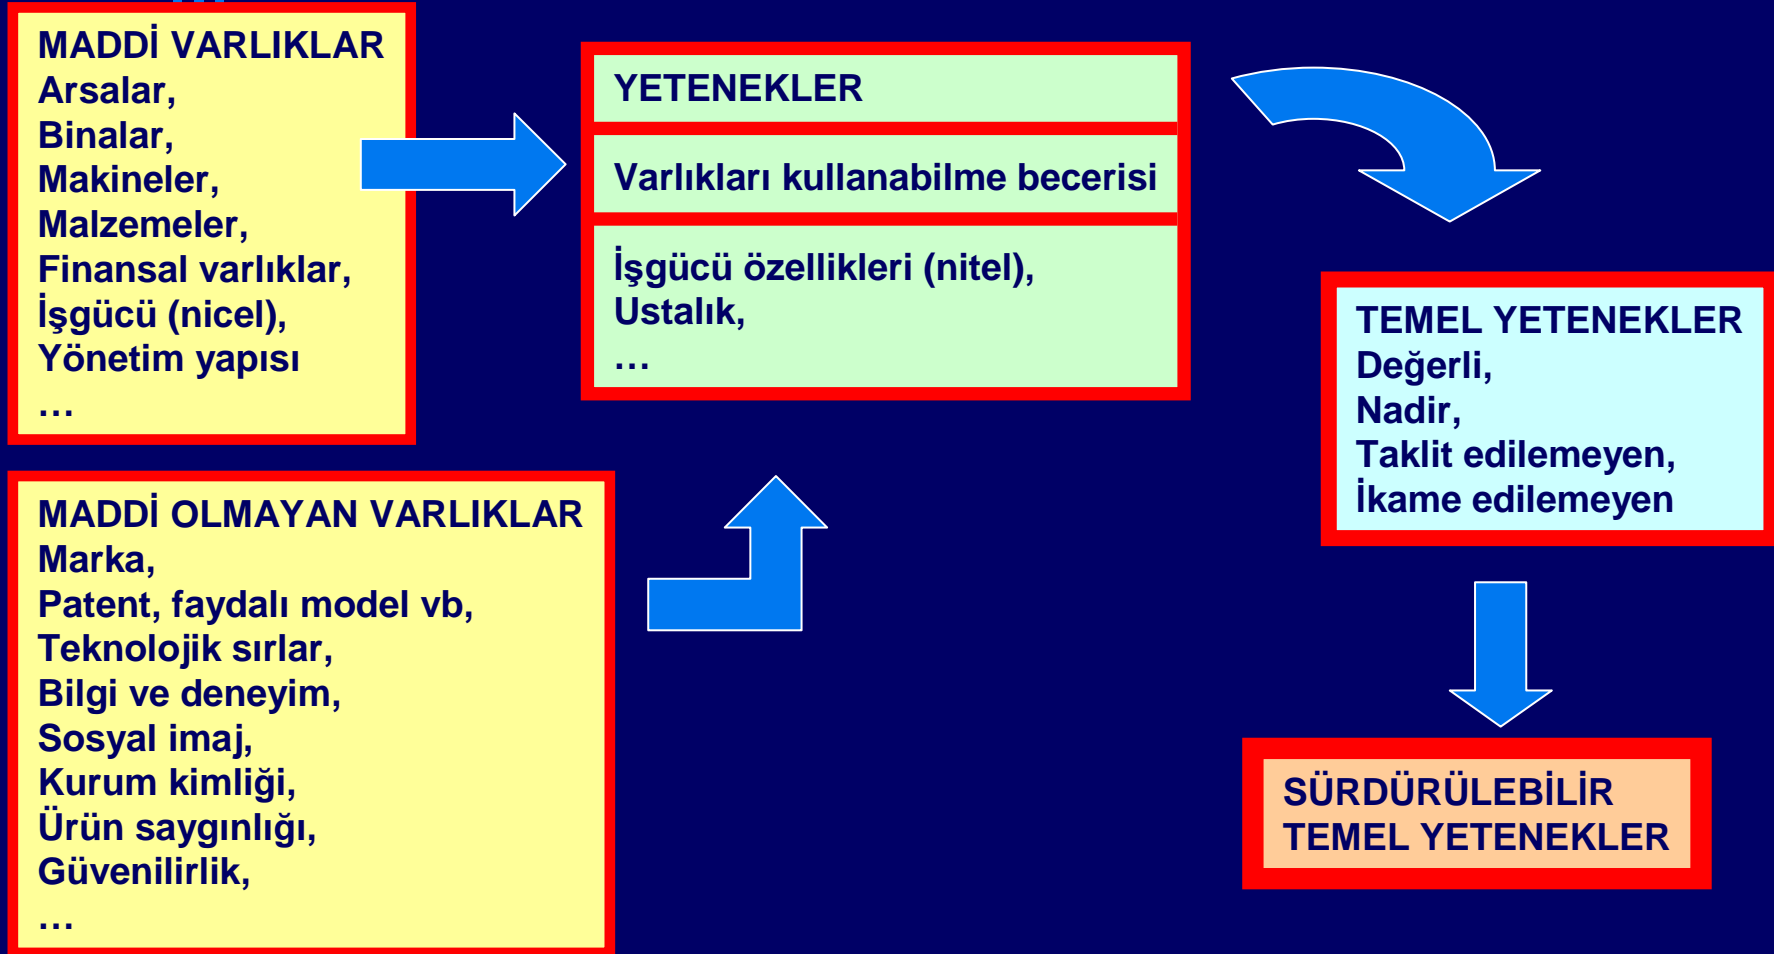 MADDİ VARLIKLAR
Arsalar,
Binalar,
Makineler,
Malzemeler,
Finansal varlıklar,
İşgücü (nicel),
Yönetim yapısı
…
MADDİ OLMAYAN VARLIKLAR
Marka,
Patent, faydalı model vb,
Teknolojik sırlar,
Bilgi ve deneyim,
Sosyal imaj,
Kurum kimliği,
Ürün saygınlığı,
Güvenilirlik,
…
YETENEKLER
Varlıkları kullanabilme becerisi
İşgücü özellikleri (nitel),
Ustalık,
…
TEMEL YETENEKLER
Değerli,
Nadir,
Taklit edilemeyen,
İkame edilemeyen
SÜRDÜRÜLEBİLİR
TEMEL YETENEKLER